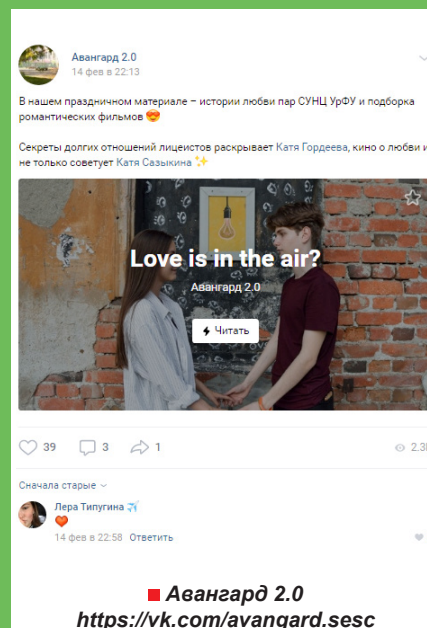 Авангард 2.0
14 фев в 22:13
В нашем праздничном материале – истории любви пар СУНЦ УрФУ и подборка
романтических фильмов 😍
Секреты долгих отношений лицеистов раскрывает Катя Гордеева, кино о любви и
не только советует Катя Сазыкина ✨
Love is in the air?
Авангард 2.0
Читать
39 3 1
Сначала старые
Лера Типугина ✈️
❤️
14 фев в 22:58 Ответить
Авангард 2.0
https://vk.com/avangard.sesc